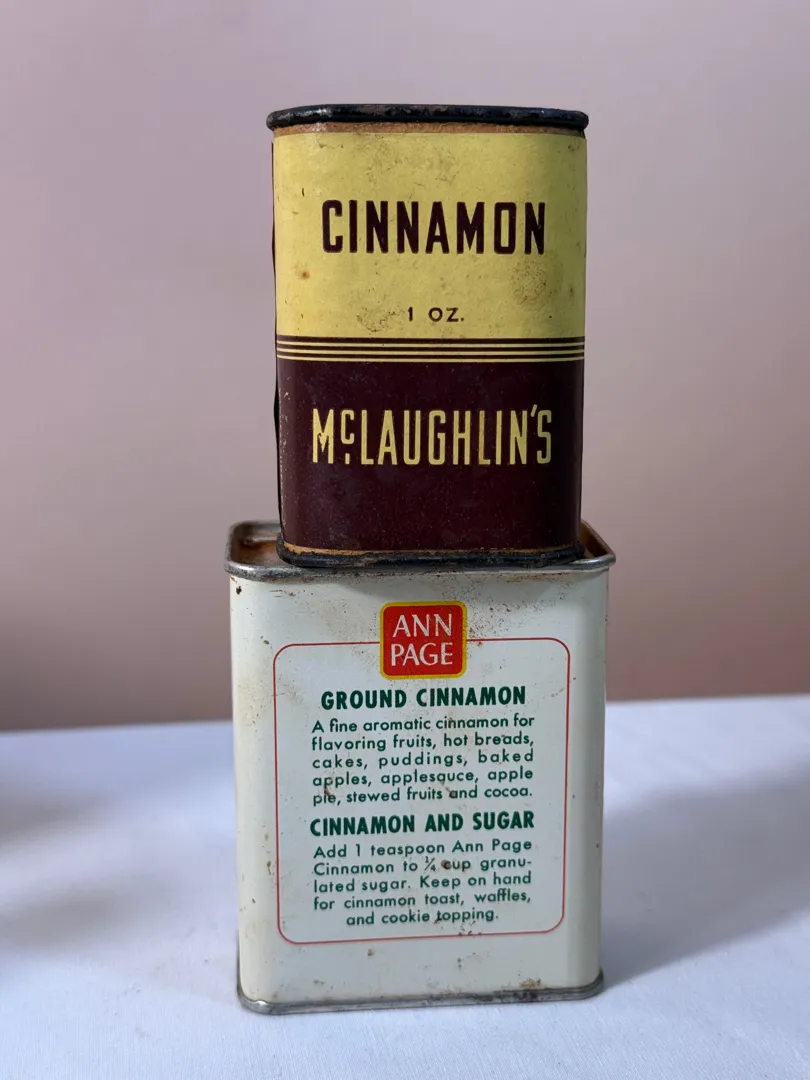 CINNAMON
1 OZ.
McLAUGHLIN'S
ANN
PAGE
GROUND CINNAMON
A fine aromatic cinnamon for
flavoring fruits, hot breads,
cakes, puddings, baked
apples, applesauce, apple
pie, stewed fruits and cocoa.
CINNAMON AND SUGAR
Add 1 teaspoon Ann Page
Cinnamon to ¼ cup granu-
lated sugar. Keep on hand
for cinnamon toast, waffles,
and cookie topping.